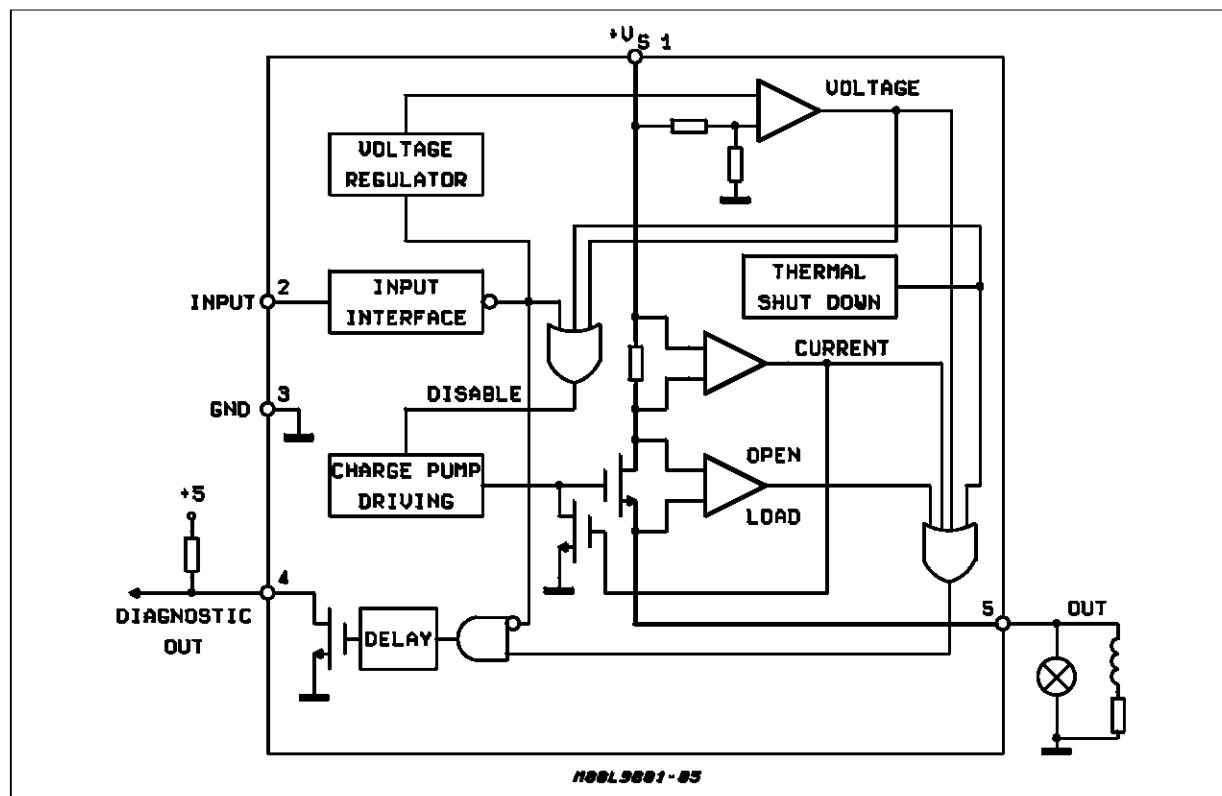 +VS 1
VOLTAGE
VOLTAGE
REGULATOR
2
INPUT
INPUT
INTERFACE
THERMAL
SHUT DOWN
CURRENT
3
GND
DISABLE
CHARGE PUMP
DRIVING
OPEN
LOAD
+5
4
DIAGNOSTIC
OUT
DELAY
5
OUT
M88L9801-05